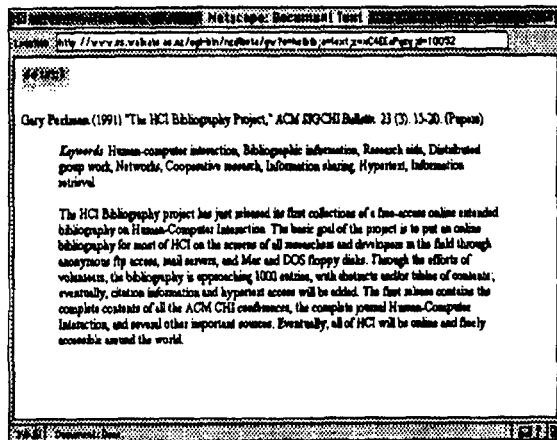 Netscape: Document Text
Gary Perlman (1991) "The HCI Bibliography Project," ACM SIGCHI Bulletin. 23 (3). 15-20. (Papers)
Keywords Human-computer interaction, Bibliographic information, Research aids, Distributed
group work, Networks, Cooperative research, Information sharing, Hypertext, Information
retrieval
The HCI Bibliography project has just released its first collections of a free-access online extended
bibliography on Human-Computer Interaction. The basic goal of the project is to put an online
bibliography for most of HCI on the screens of all researchers and developers in the field through
anonymous ftp access, mail servers, and Mac and DOS floppy disks. Through the efforts of
volunteers, the bibliography is approaching 1000 entries, with abstracts and/or tables of contents;
eventually, citation information and hypertext access will be added. The first release contains the
complete contents of all the ACM CHI conferences, the complete journal Human-Computer
Interaction, and several other important sources. Eventually, all of HCI will be online and freely
accessible around the world.
Document: Done.